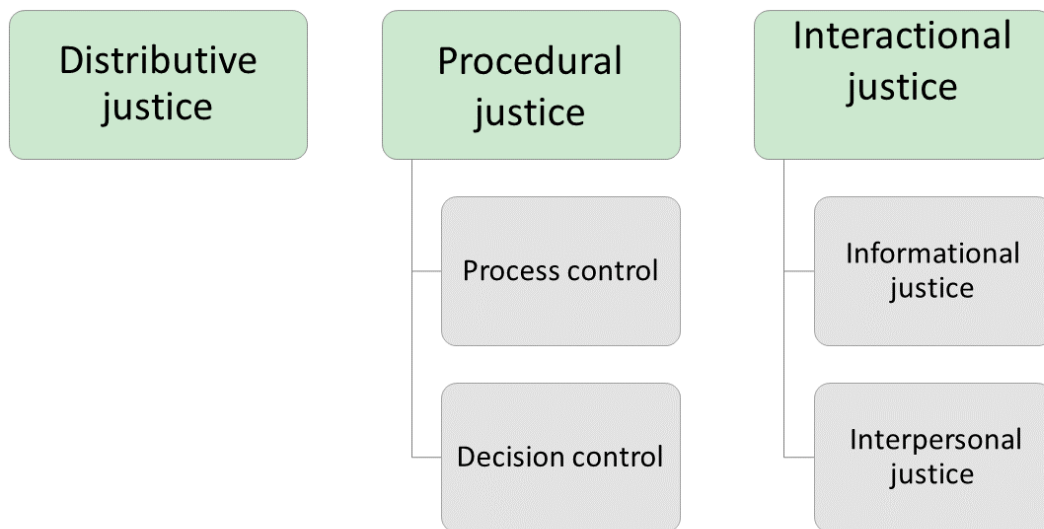 Distributive
justice
Procedural
justice
Process control
Decision control
Interactional
justice
Informational
justice
Interpersonal
justice